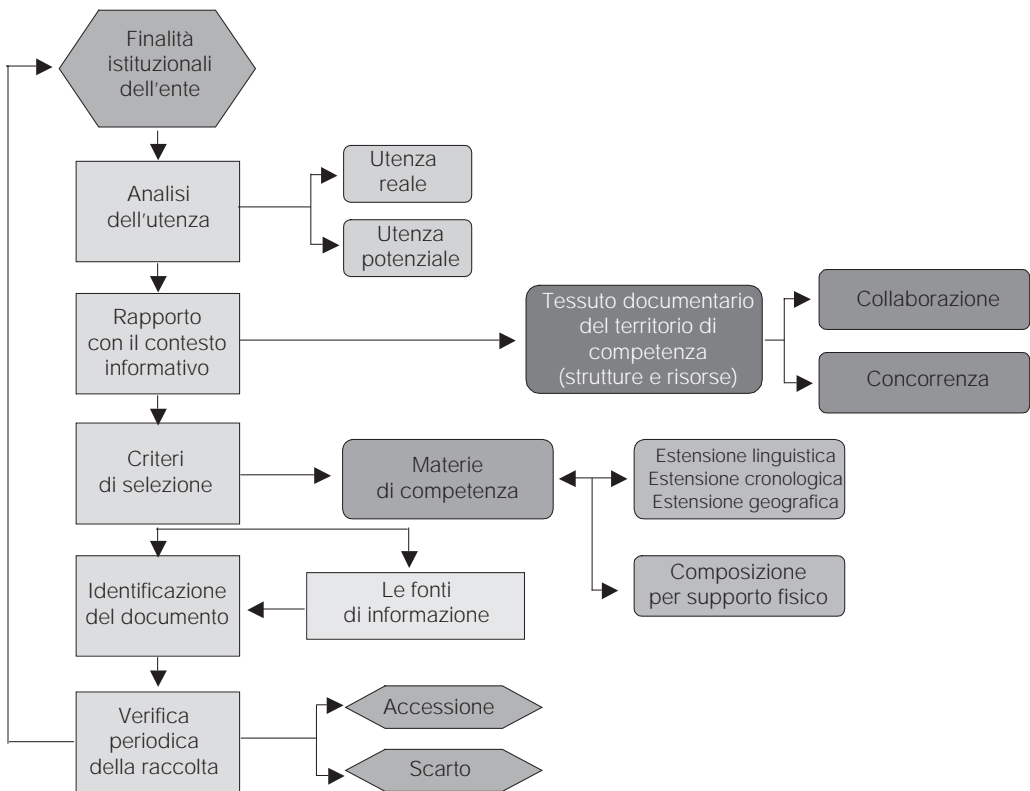 Finalità
istituzionali
dell'ente
Analisi
dell'utenza
Utenza
reale
Utenza
potenziale
Rapporto
con il contesto
informativo
Tessuto documentario
del territorio di
competenza
(strutture e risorse)
Collaborazione
Concorrenza
Criteri
di selezione
Materie
di competenza
Estensione linguistica
Estensione cronologica
Estensione geografica
Composizione
per supporto fisico
Identificazione
del documento
Le fonti
di informazione
Verifica
periodica
della raccolta
Accessione
Scarto